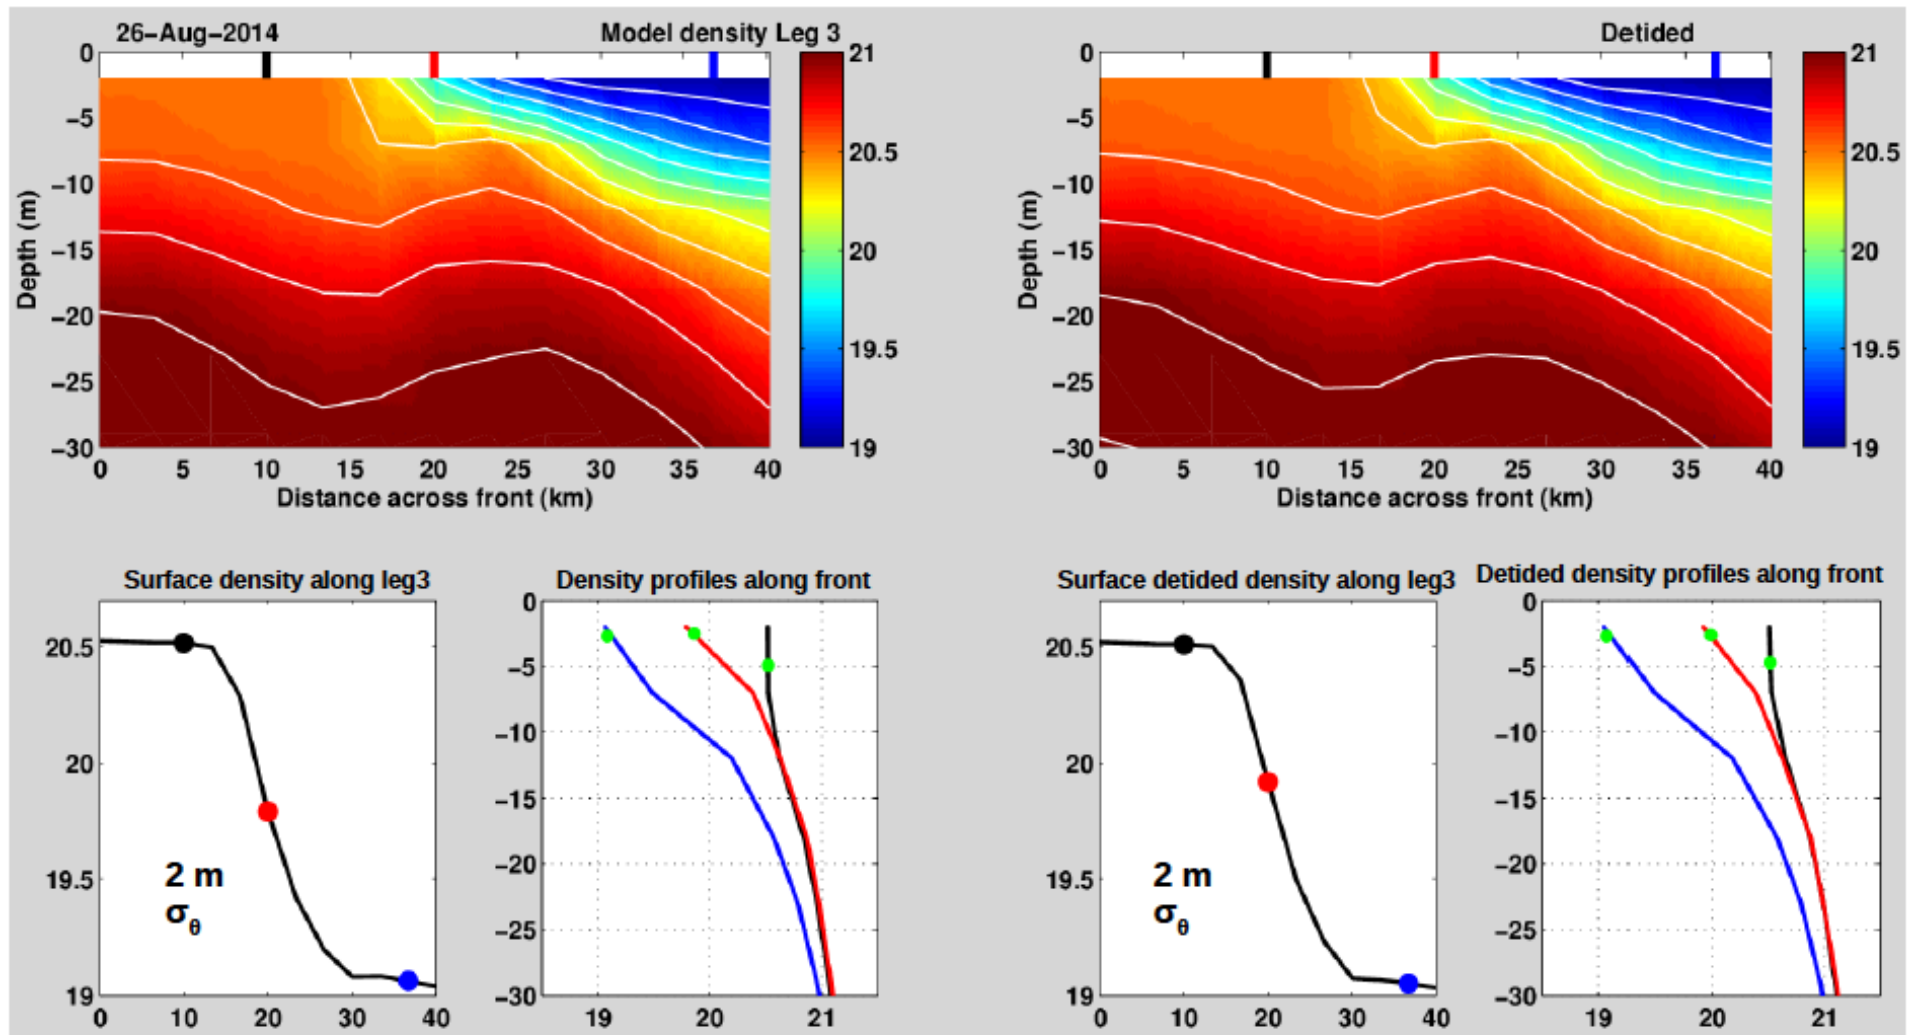 26-Aug-2014 Model density Leg 3
0
-5
-10
-15
-20
-25
-30
Depth (m)
0 5 10 15 20 25 30 35 40
Distance across front (km)
21
20.5
20
19.5
19
Detided
0
-5
-10
-15
-20
-25
-30
Depth (m)
0 5 10 15 20 25 30 35 40
Distance across front (km)
21
20.5
20
19.5
19
Surface density along leg3
20.5
20
19.5
19
2 m
σθ
0 10 20 30 40
Density profiles along front
0
-5
-10
-15
-20
-25
-30
19 20 21
Surface detided density along leg3
20.5
20
19.5
19
2 m
σθ
0 10 20 30 40
Detided density profiles along front
0
-5
-10
-15
-20
-25
-30
19 20 21